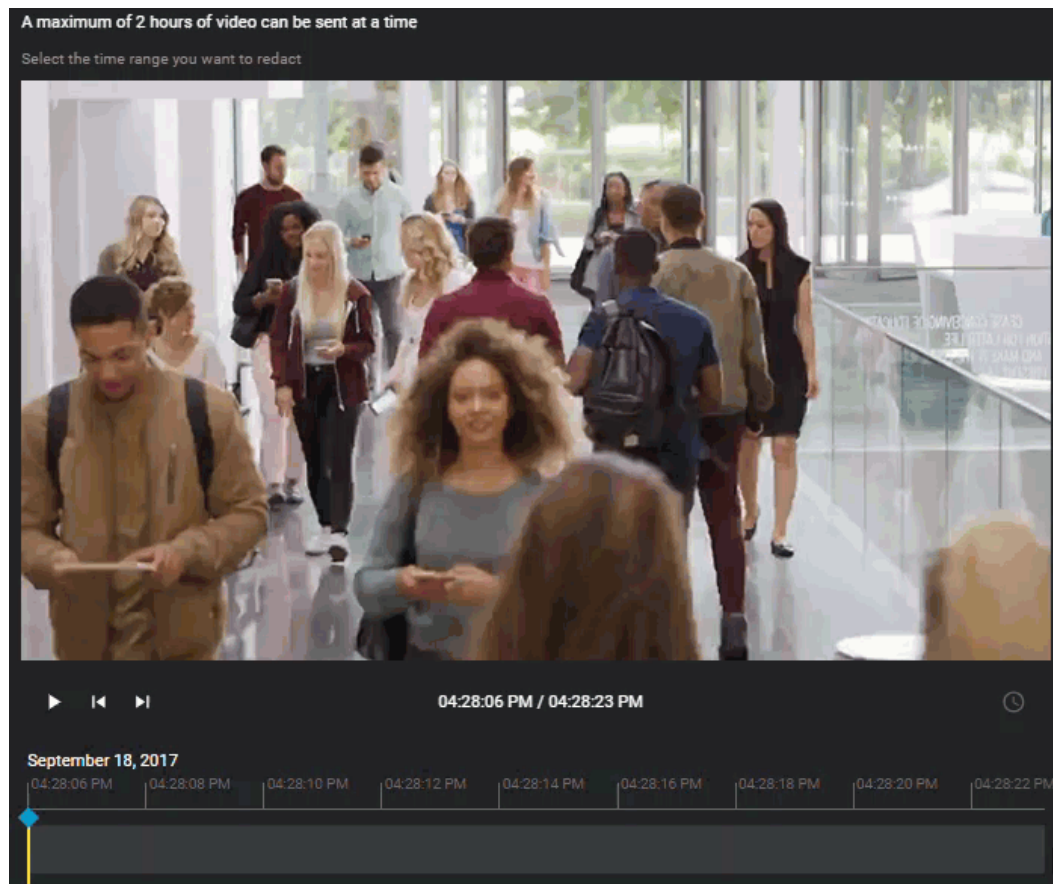 A maximum of 2 hours of video can be sent at a time
Select the time range you want to redact
04:28:06 PM / 04:28:23 PM
September 18, 2017
04:28:06 PM 04:28:08 PM 04:28:10 PM 04:28:12 PM 04:28:14 PM 04:28:16 PM 04:28:18 PM 04:28:20 PM 04:28:22 PM